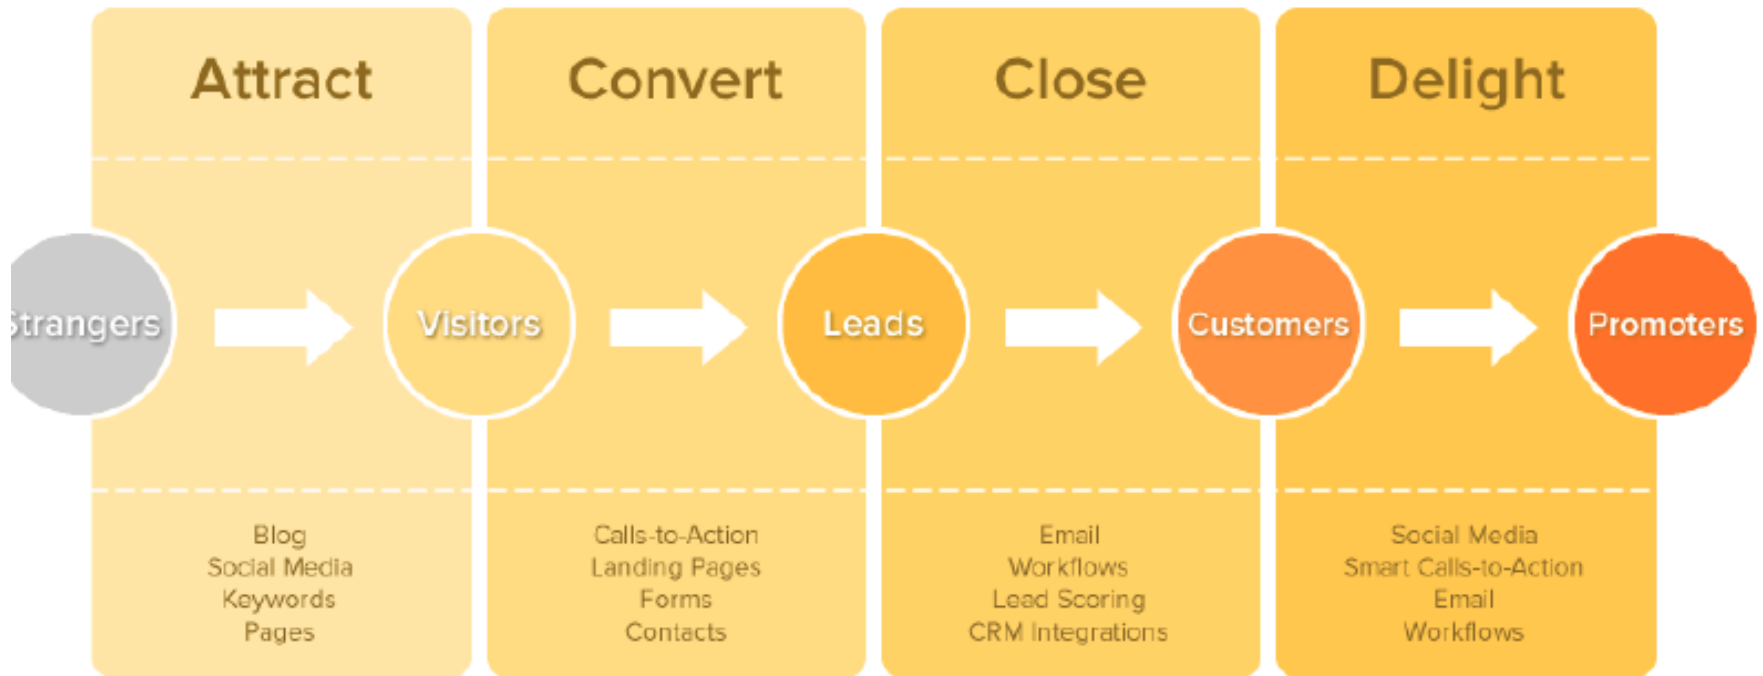 Attract
Convert
Close
Delight
Strangers
Visitors
Leads
Customers
Promoters
Blog
Social Media
Keywords
Pages
Calls-to-Action
Landing Pages
Forms
Contacts
Email
Workflows
Lead Scoring
CRM Integrations
Social Media
Smart Calls-to-Action
Email
Workflows